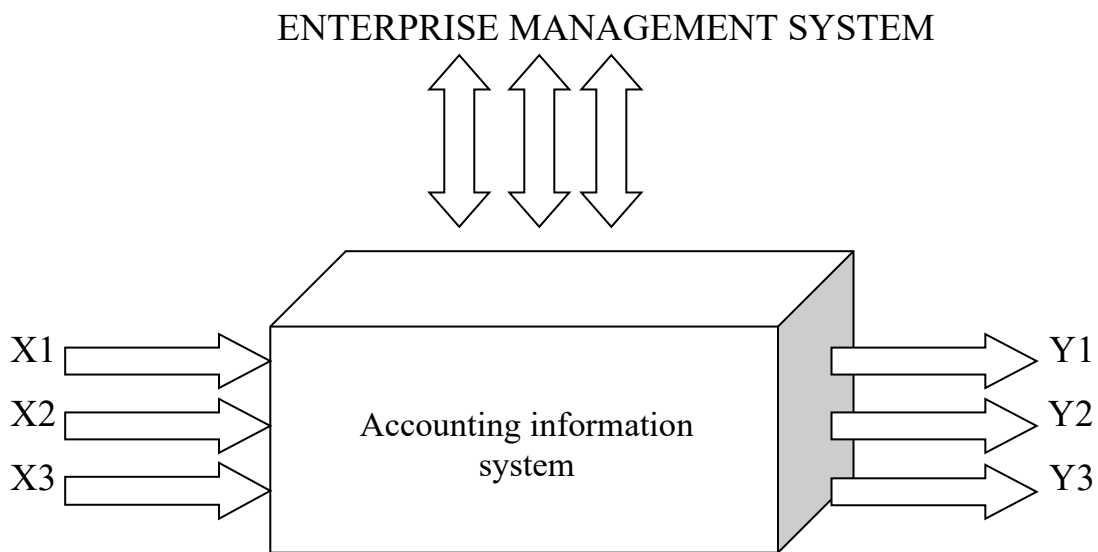 ENTERPRISE MANAGEMENT SYSTEM
X1
Y1
X2
Accounting information
system
Y2
X3
Y3